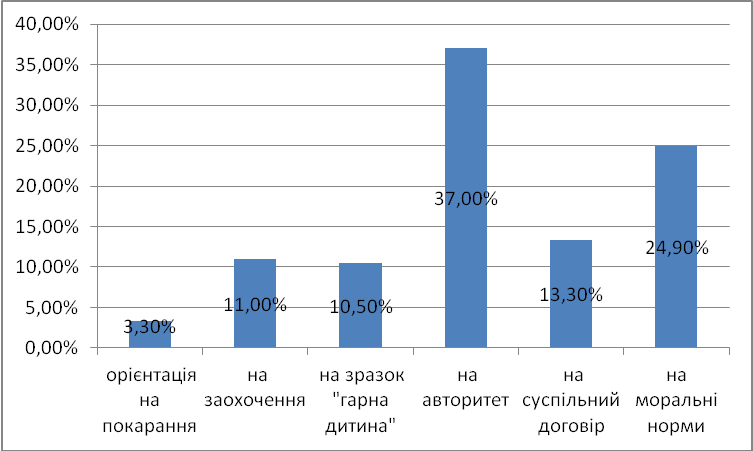 40,00%
35,00%
30,00%
25,00%
20,00%
15,00%
10,00%
5,00%
0,00%
3,30%
11,00%
10,50%
37,00%
13,30%
24,90%
орієнтація
на
покарання
на
заохочення
на зразок
"гарна
дитина"
на
авторитет
на
суспільний
договір
на
моральні
норми